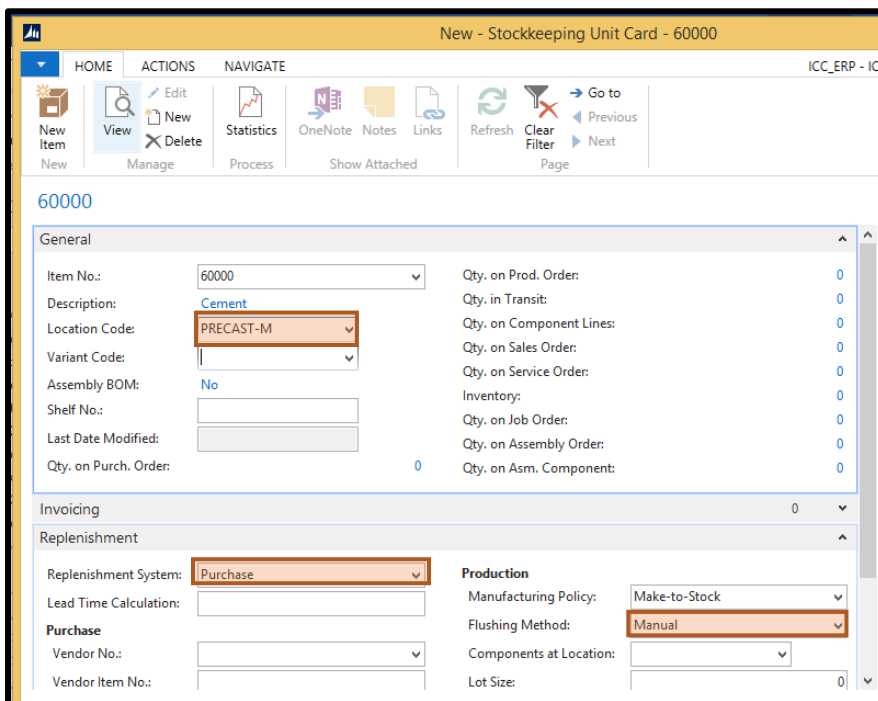 New - Stockkeeping Unit Card - 60000
HOME ACTIONS NAVIGATE ICC_ERP - IC
New Item
View
Edit
New
Delete
Statistics
OneNote
Notes
Links
Refresh
Clear Filter
Go to
Previous
Next
New Manage Process Show Attached Page
60000
General
Item No.: 60000
Description: Cement
Location Code: PRECAST-M
Variant Code:
Assembly BOM: No
Shelf No.:
Last Date Modified:
Qty. on Purch. Order: 0
Qty. on Prod. Order: 0
Qty. in Transit: 0
Qty. on Component Lines: 0
Qty. on Sales Order: 0
Qty. on Service Order: 0
Inventory: 0
Qty. on Job Order: 0
Qty. on Assembly Order: 0
Qty. on Asm. Component: 0
Invoicing 0
Replenishment
Replenishment System: Purchase
Lead Time Calculation:
Purchase
Vendor No.:
Vendor Item No.:
Production
Manufacturing Policy: Make-to-Stock
Flushing Method: Manual
Components at Location:
Lot Size: 0